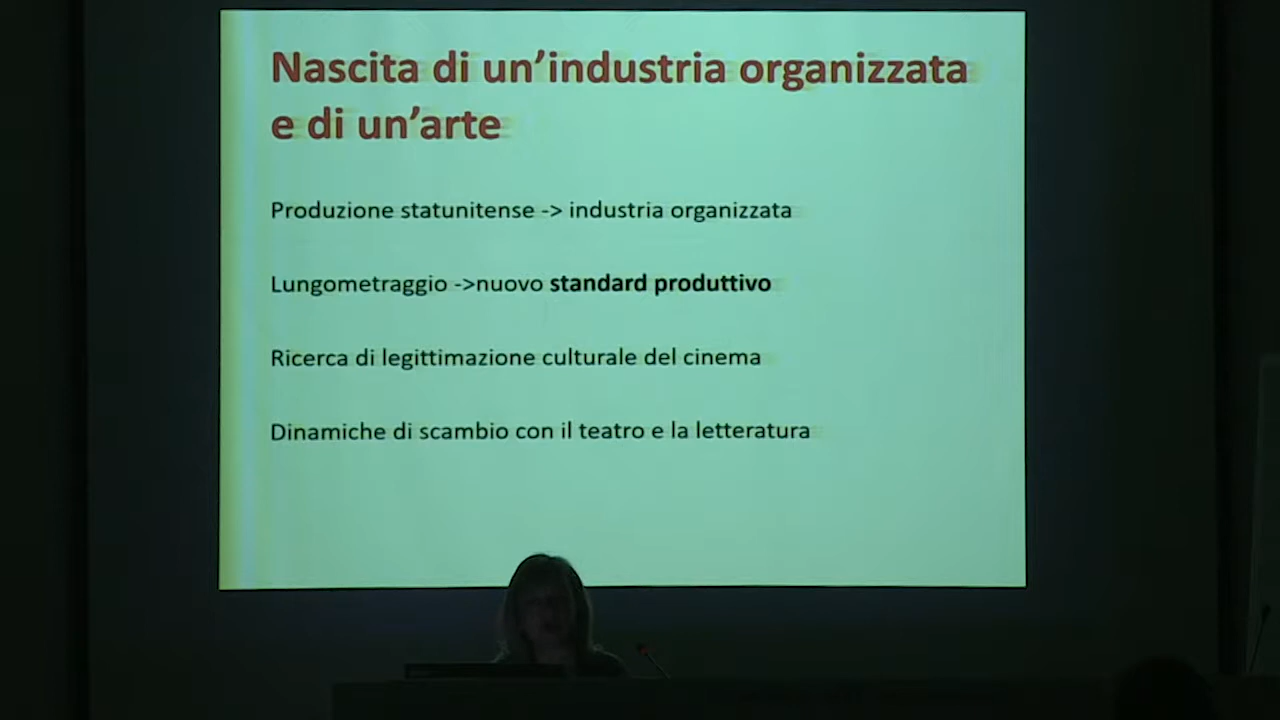 Nascita di un'industria organizzata
e di un'arte
Produzione statunitense -> industria organizzata
Lungometraggio ->nuovo standard produttivo
Ricerca di legittimazione culturale del cinema
Dinamiche di scambio con il teatro e la letteratura